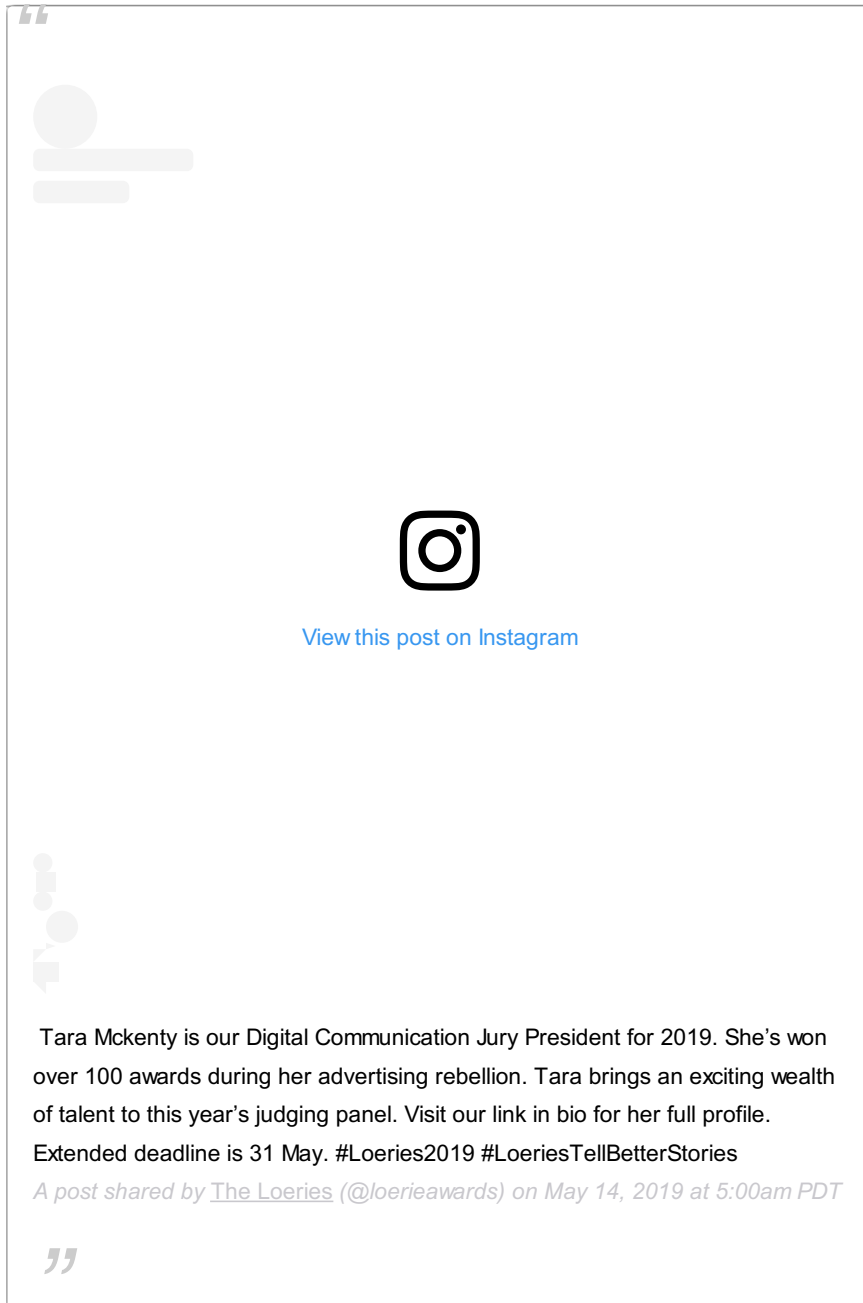 “
View this post on Instagram
Tara Mckenty is our Digital Communication Jury President for 2019. She’s won
over 100 awards during her advertising rebellion. Tara brings an exciting wealth
of talent to this year’s judging panel. Visit our link in bio for her full profile.
Extended deadline is 31 May. #Loeries2019 #LoeriesTellBetterStories
A post shared by The Loeries (@loerieawards) on May 14, 2019 at 5:00am PDT
”